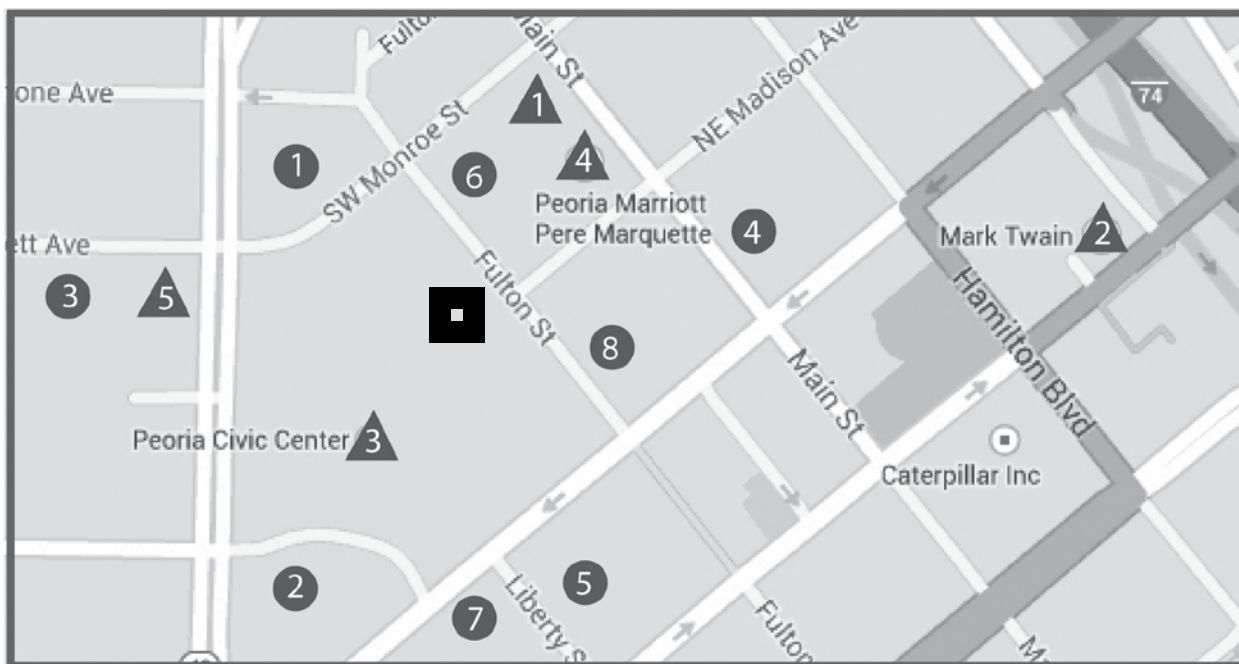 Fulton
Main St
one Ave
1
74
NE Madison Ave
1
SW Monroe St
6
4
Peoria Marriott
Pere Marquette
4
Mark Twain
2
ett Ave
3
5
Fulton St
Hamilton Blvd
8
Main St
Peoria Civic Center
3
Caterpillar Inc
2
7
Liberty S
5
Fulton